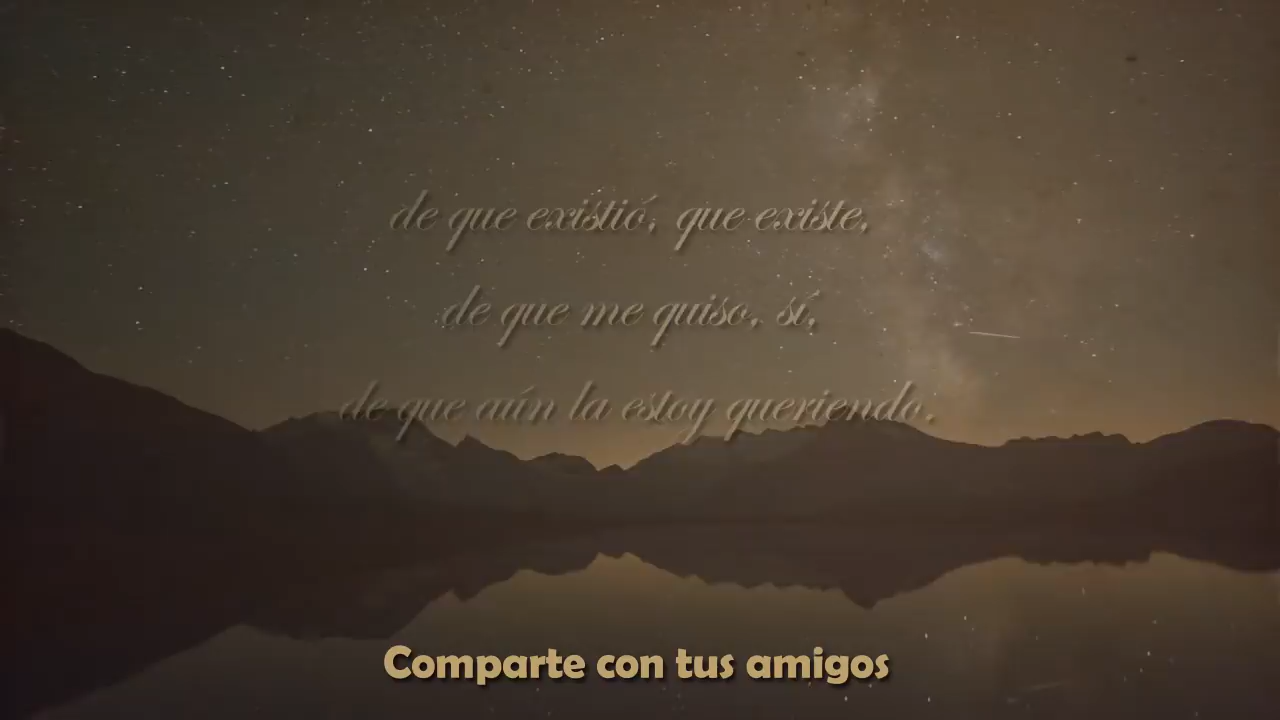 de que existió, que existe,
de que me quiso, sí,
de que aún la estoy queriendo.
Comparte con tus amigos